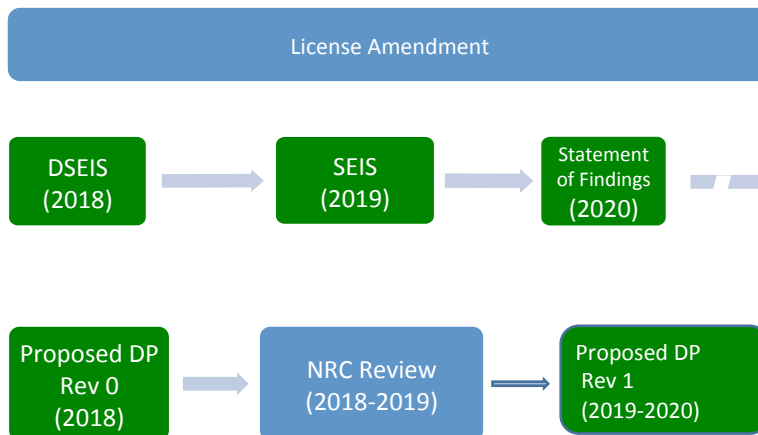 License Amendment
DSEIS
(2018)
SEIS
(2019)
Statement
of Findings
(2020)
Proposed DP
Rev 0
(2018)
NRC Review
(2018-2019)
Proposed DP
Rev 1
(2019-2020)